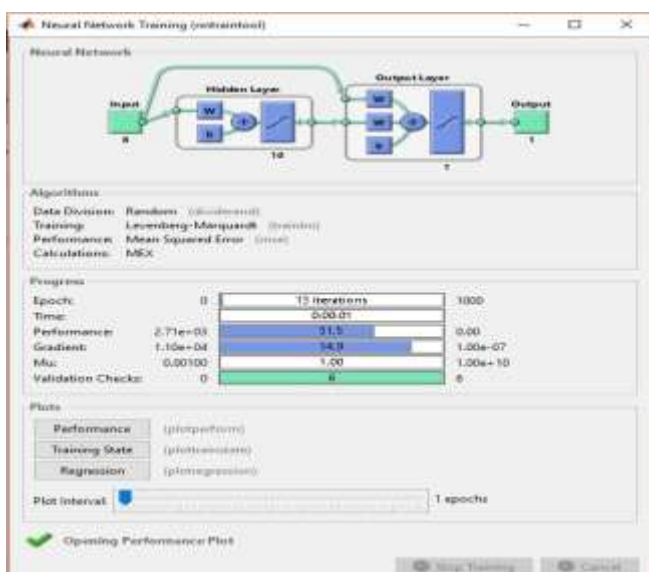 Neural Network Training (nntraintool)
Neural Network
Hidden Layer
Output Layer
Input
W
b
+
W
W
b
+
Output
8
10
1
1
Algorithms
Data Division: Random (dividerand)
Training: Levenberg-Marquardt (trainlm)
Performance: Mean Squared Error (mse)
Calculations: MEX
Progress
Epoch: 0 13 iterations 1000
Time: 0:00:01
Performance: 2.71e+03 51.5 0.00
Gradient: 1.10e+04 54.9 1.00e-07
Mu: 0.00100 1.00 1.00e+10
Validation Checks: 0 6 6
Plots
Performance (plotperform)
Training State (plottrainstate)
Regression (plotregression)
Plot Interval: 1 epochs
Opening Performance Plot
Stop Training Cancel